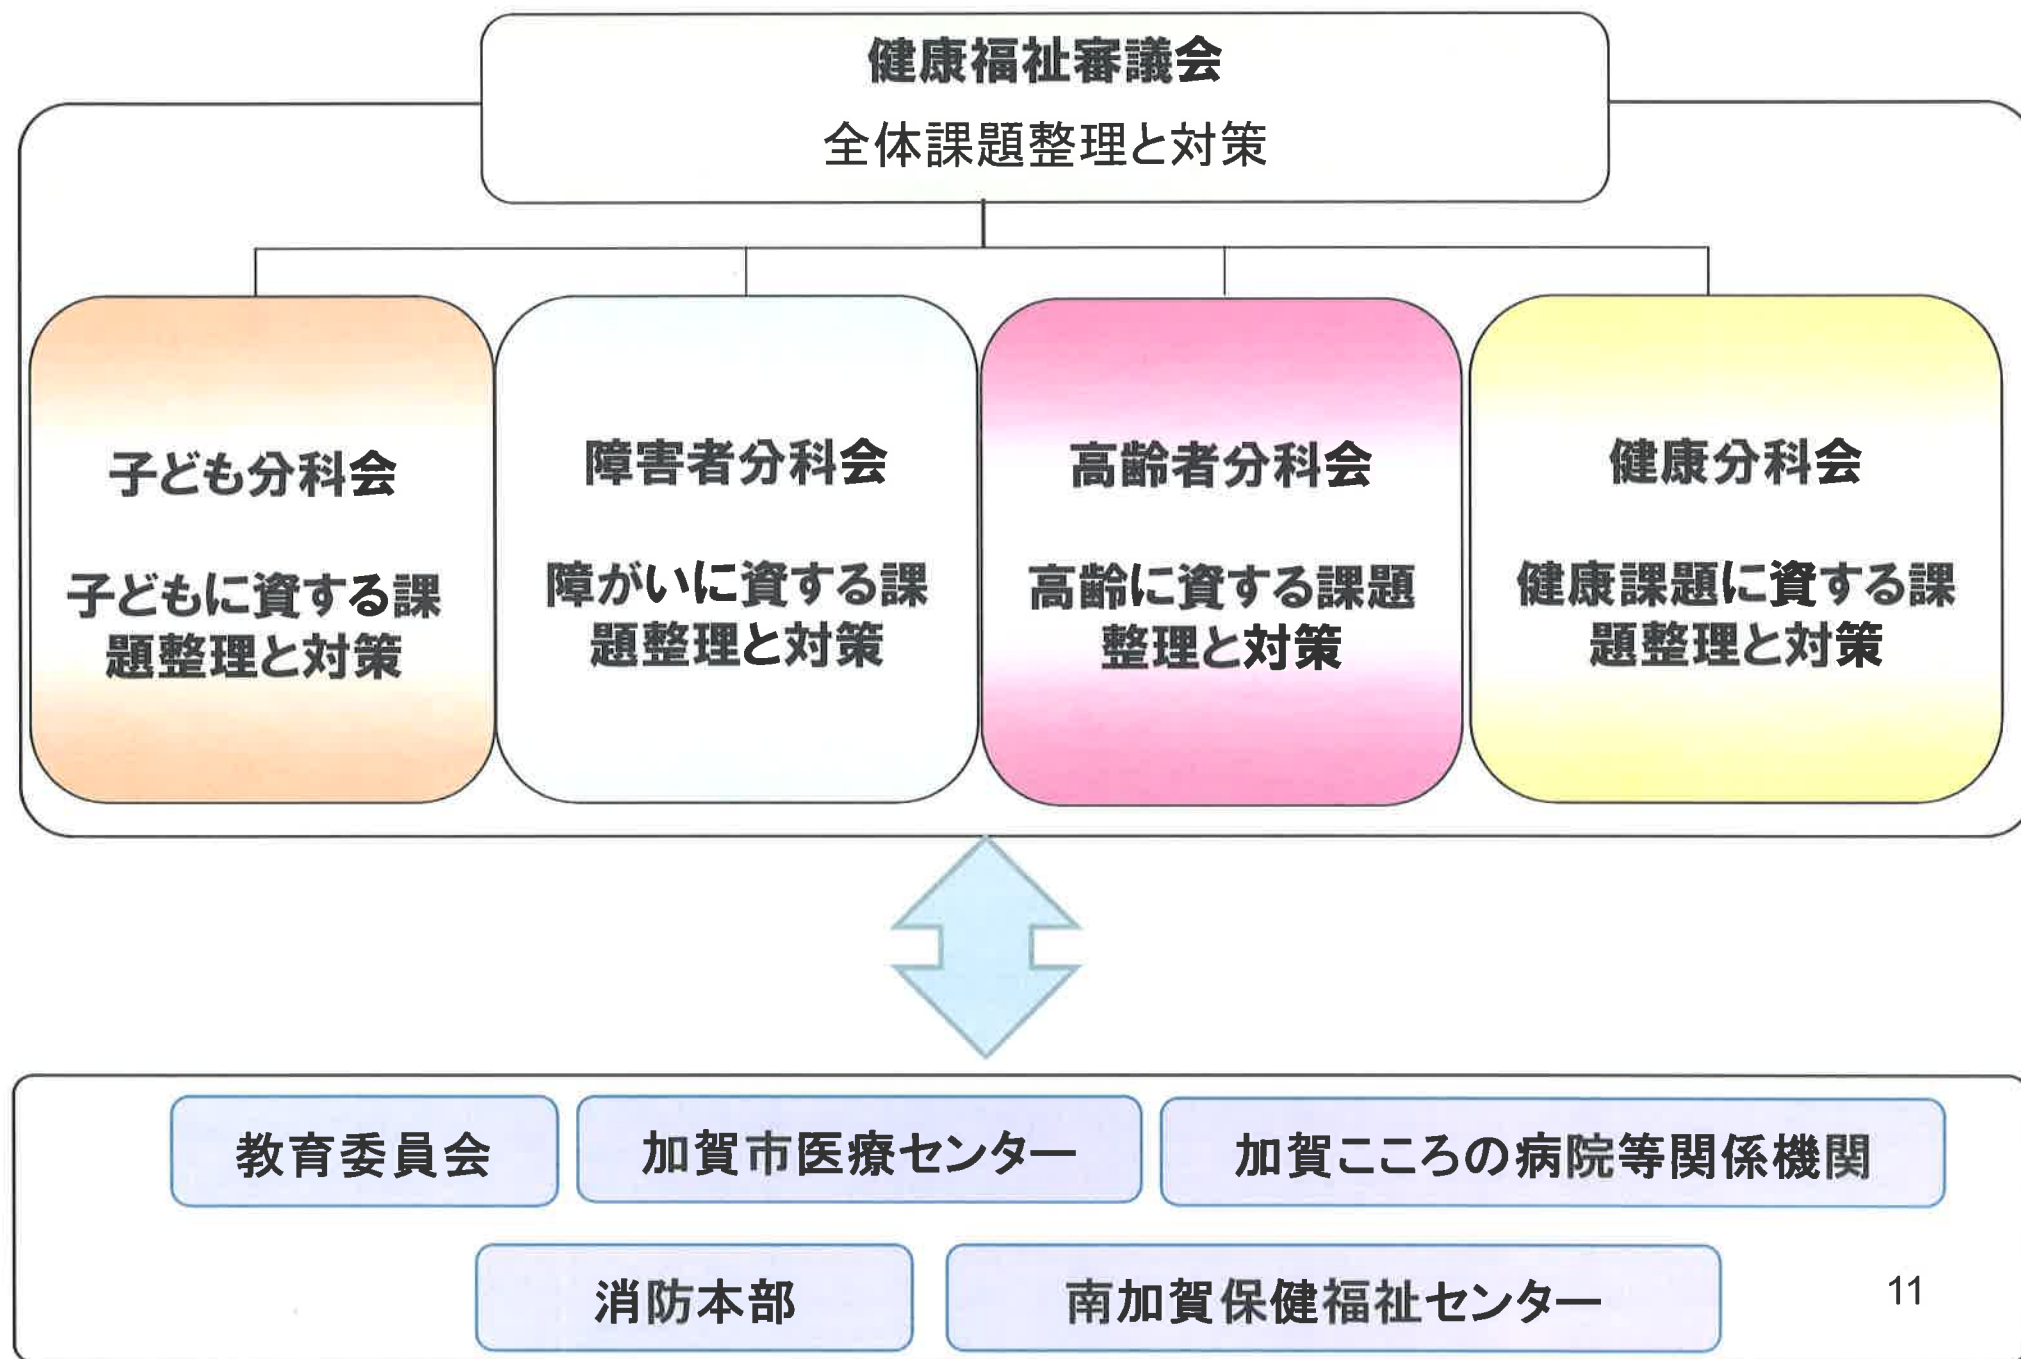 健康福祉審議会
全体課題整理と対策
子ども分科会
子どもに資する課
題整理と対策
障害者分科会
障がいに資する課
題整理と対策
高齢者分科会
高齢に資する課題
整理と対策
健康分科会
健康課題に資する課
題整理と対策
教育委員会
加賀市医療センター
加賀こころの病院等関係機関
消防本部
南加賀保健福祉センター
11